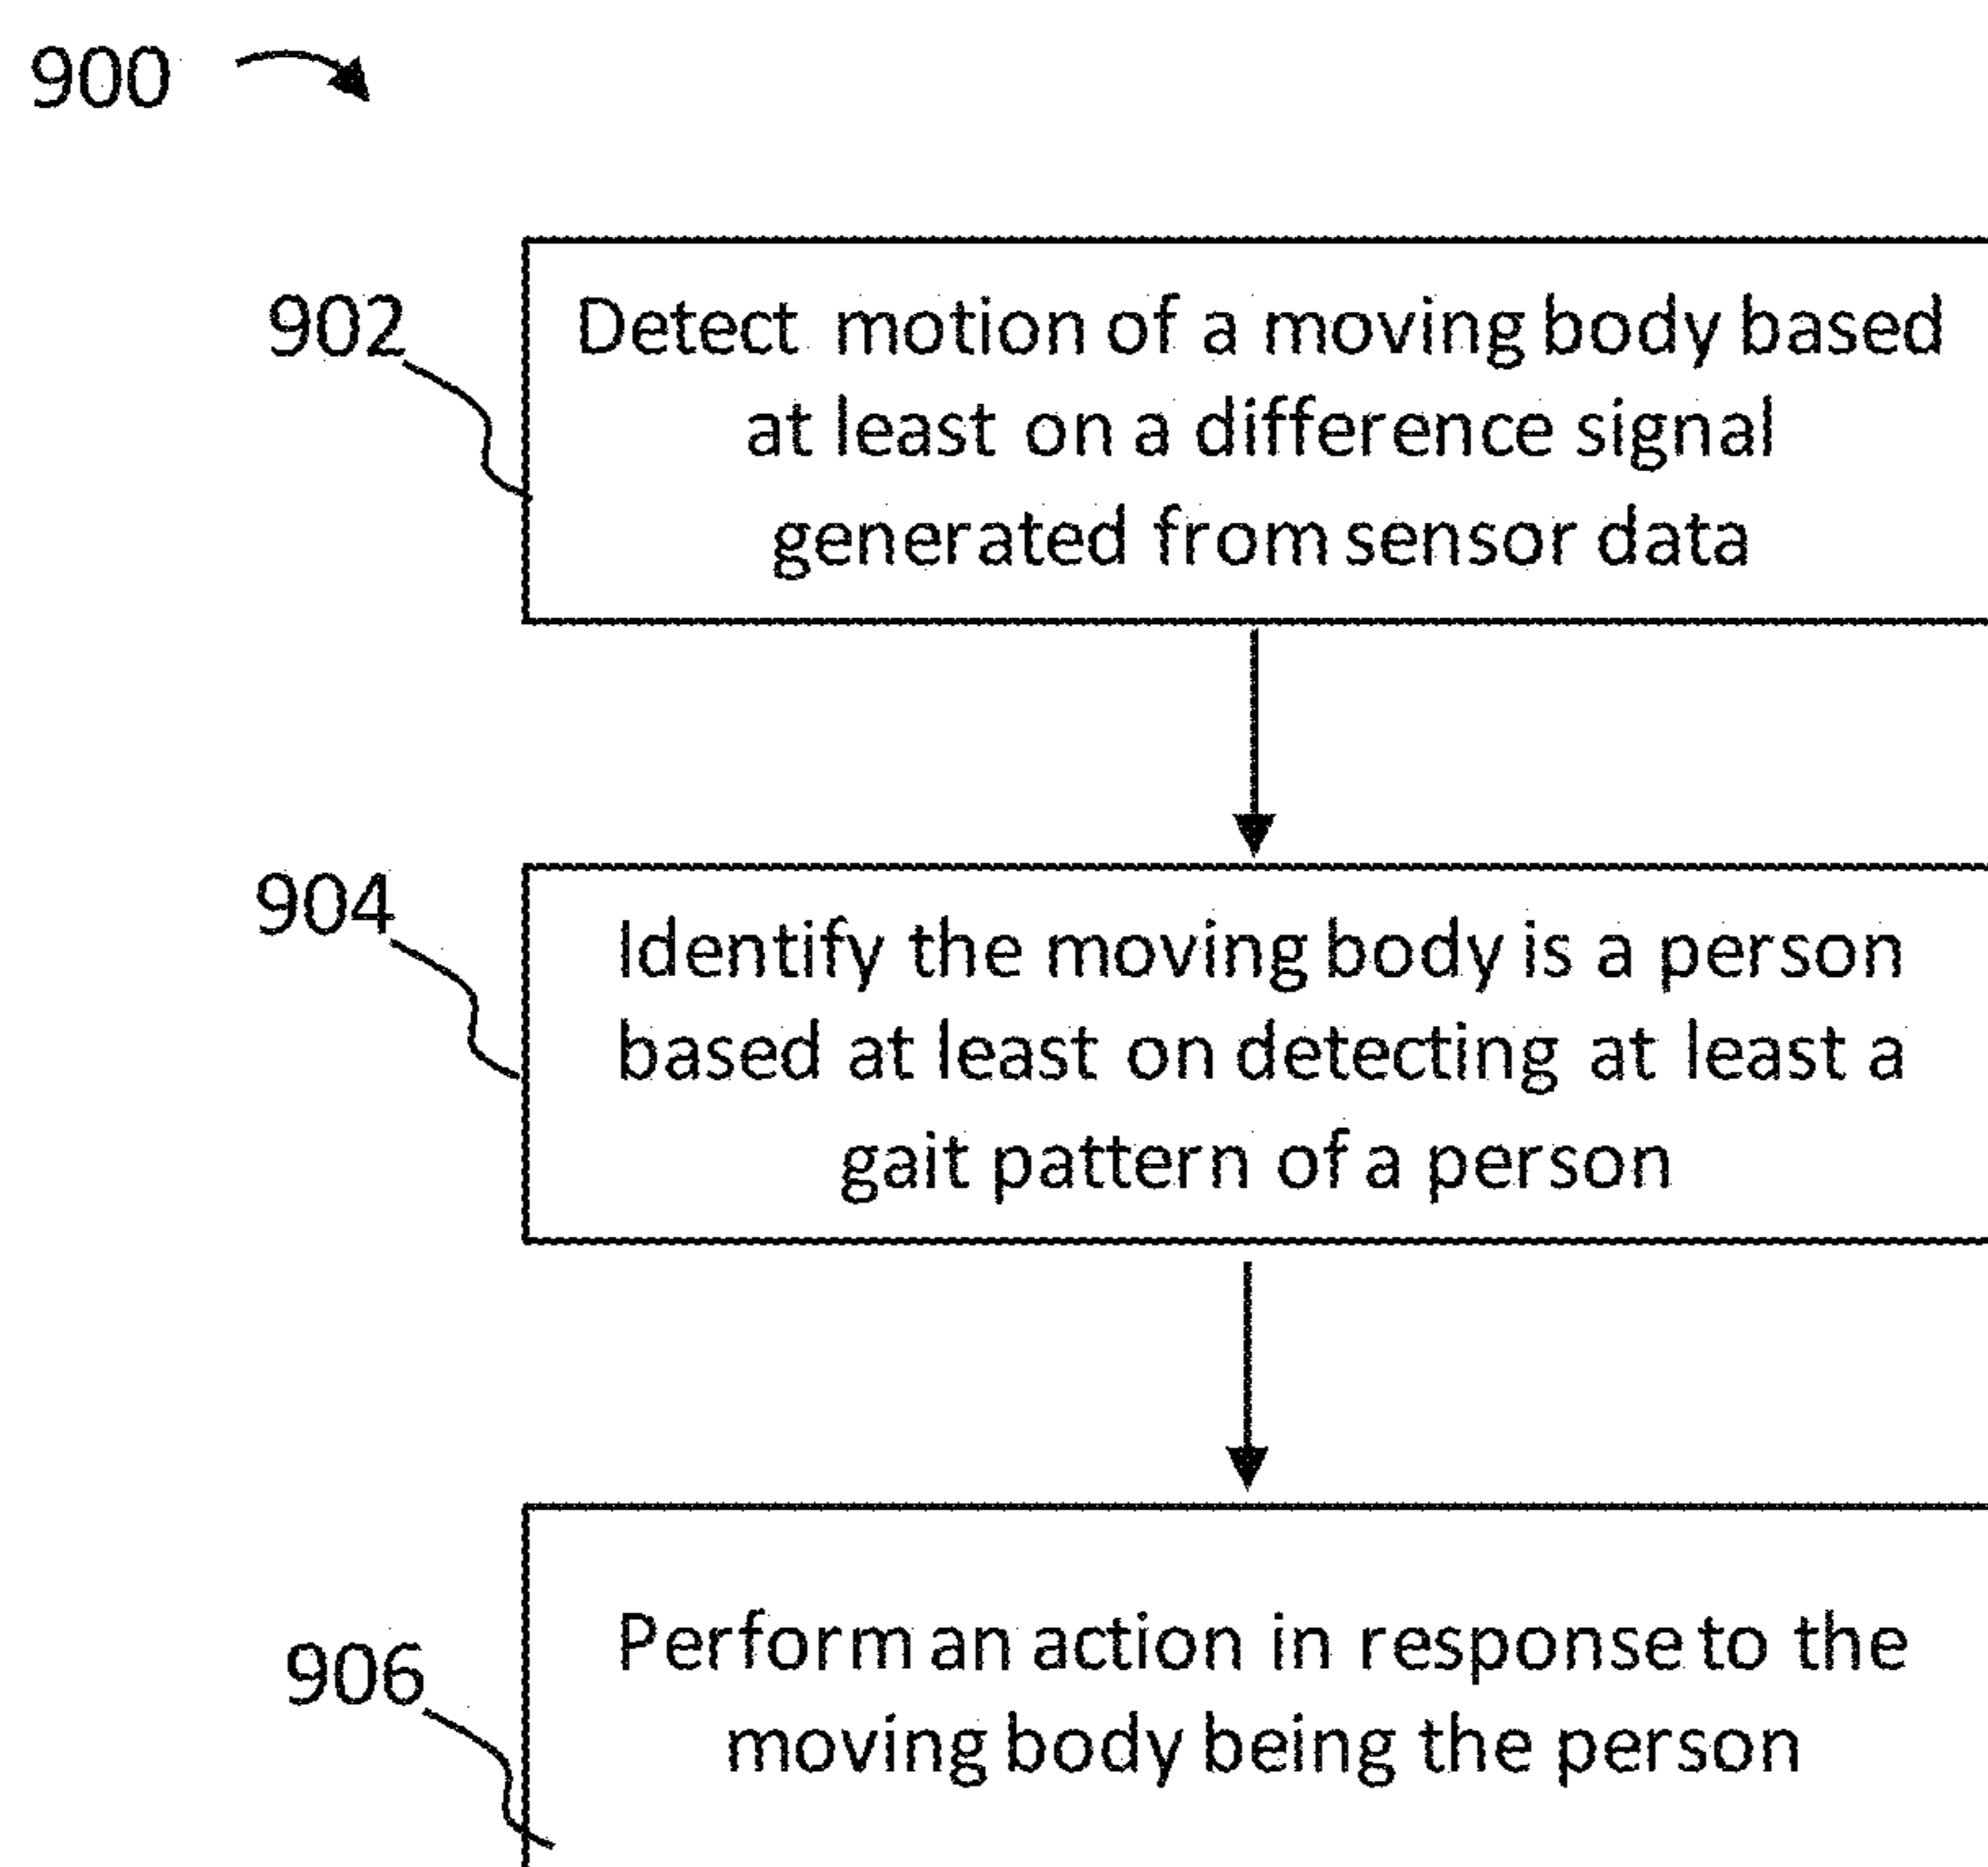 900
902
Detect motion of a moving body based
at least on a difference signal
generated from sensor data
904
Identify the moving body is a person
based at least on detecting at least a
gait pattern of a person
906
Perform an action in response to the
moving body being the person